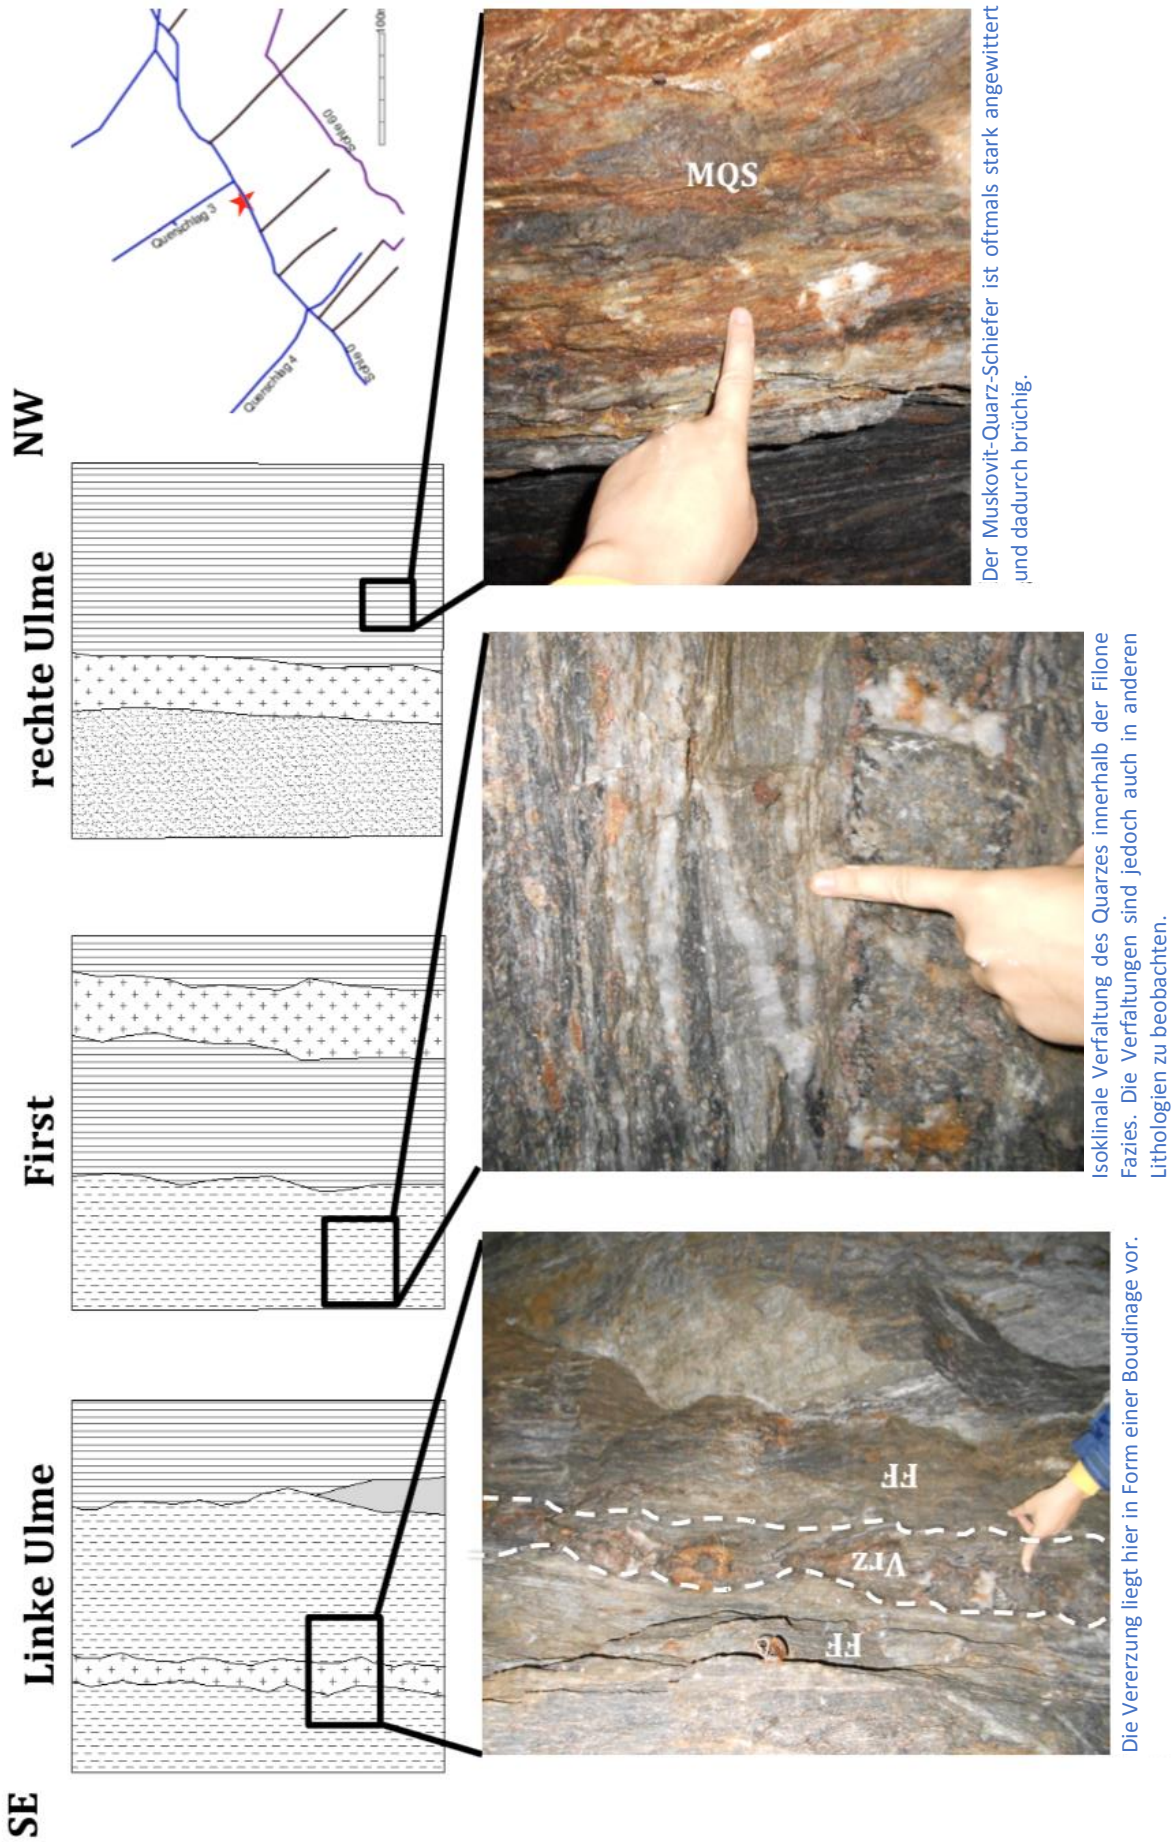 SE
NW
Linke Ulme
First
rechte Ulme
Querschlag 3
Querschlag 4
Sohle 0
Sohle 60
100m
FF
Vrz
FF
MQS
Die Vererzung liegt hier in Form einer Boudinage vor.
Isoklinale Verfaltung des Quarzes innerhalb der Filone
Fazies. Die Verfaltungen sind jedoch auch in anderen
Lithologien zu beobachten.
Der Muskovit-Quarz-Schiefer ist oftmals stark angewittert
und dadurch brüchig.